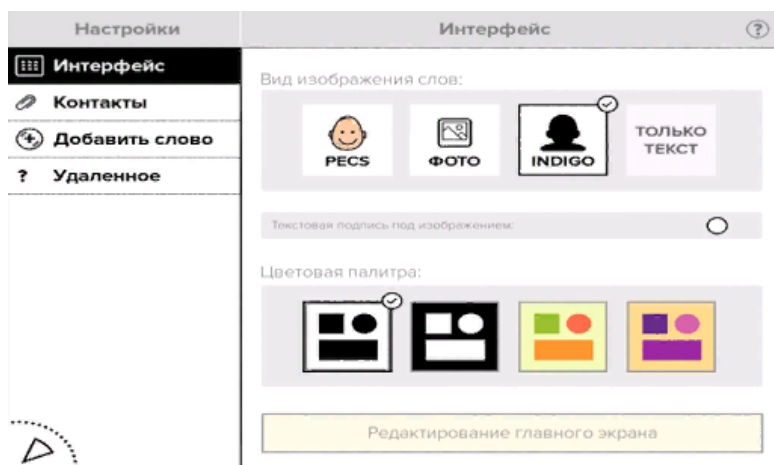 Настройки
Интерфейс
?
Интерфейс
Контакты
Добавить слово
? Удаленное
Вид изображения слов:
PECS
ФОТО
INDIGO
ТОЛЬКО
ТЕКСТ
Текстовая подпись под изображением:
Цветовая палитра:
Редактирование главного экрана